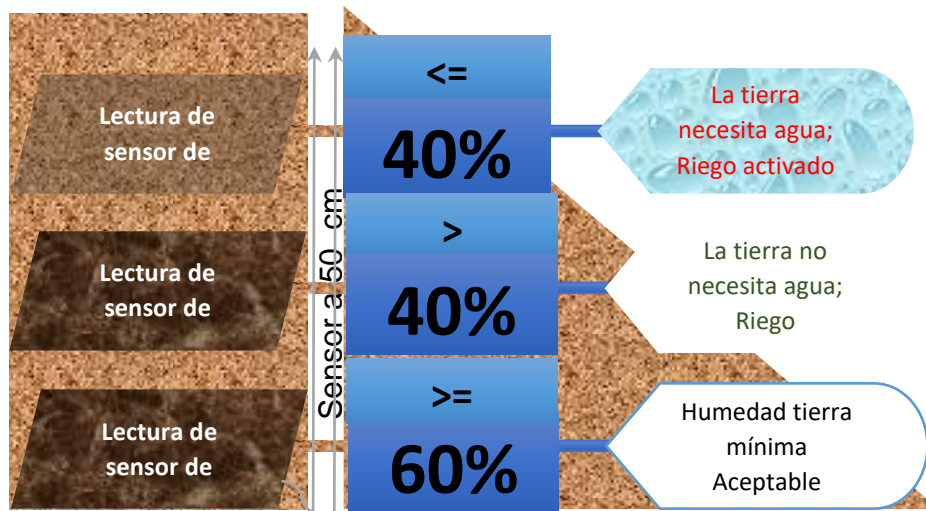 Lectura de
sensor de
<=
40%
La tierra
necesita agua;
Riego activado
Sensor a 50 cm
Lectura de
sensor de
>
40%
La tierra no
necesita agua;
Riego
Lectura de
sensor de
>=
60%
Humedad tierra
mínima
Aceptable